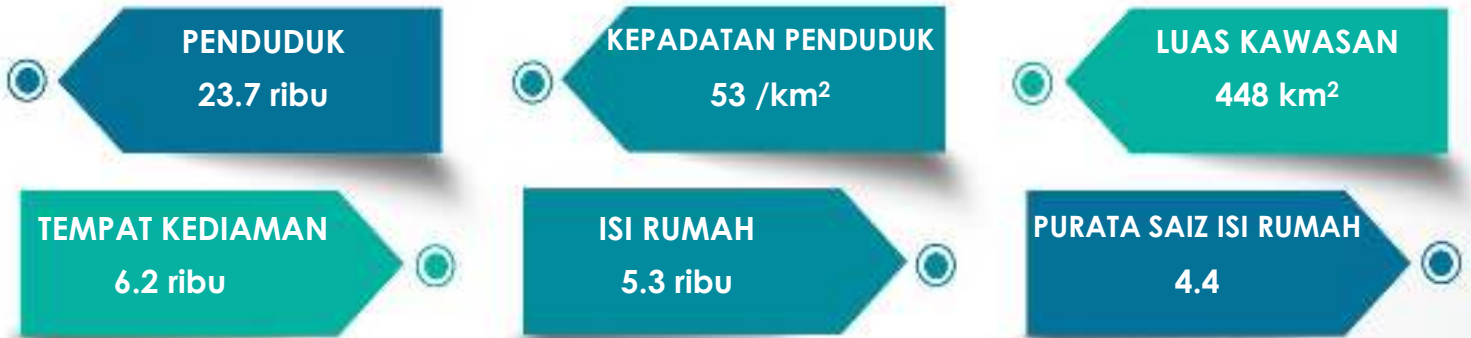 PENDUDUK
23.7 ribu
KEPADATAN PENDUDUK
53 /km²
LUAS KAWASAN
448 km²
TEMPAT KEDIAMAN
6.2 ribu
ISI RUMAH
5.3 ribu
PURATA SAIZ ISI RUMAH
4.4